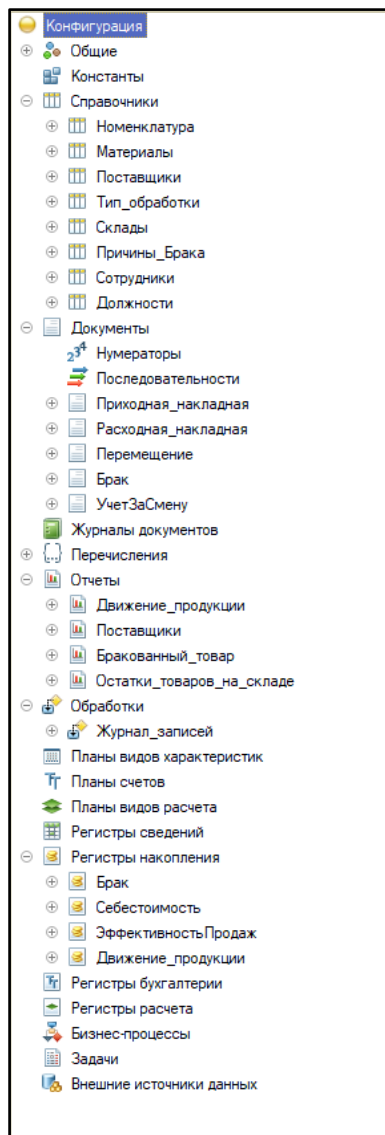 Конфигурация
Общие
Константы
Справочники
Номенклатура
Материалы
Поставщики
Тип_обработки
Склады
Причины_Брака
Сотрудники
Должности
Документы
Нумераторы
Последовательности
Приходная_накладная
Расходная_накладная
Перемещение
Брак
УчетЗаСмену
Журналы документов
Перечисления
Отчеты
Движение_продукции
Поставщики
Бракованный_товар
Остатки_товаров_на_складе
Обработки
Журнал_записей
Планы видов характеристик
Планы счетов
Планы видов расчета
Регистры сведений
Регистры накопления
Брак
Себестоимость
ЭффективностьПродаж
Движение_продукции
Регистры бухгалтерии
Регистры расчета
Бизнес-процессы
Задачи
Внешние источники данных